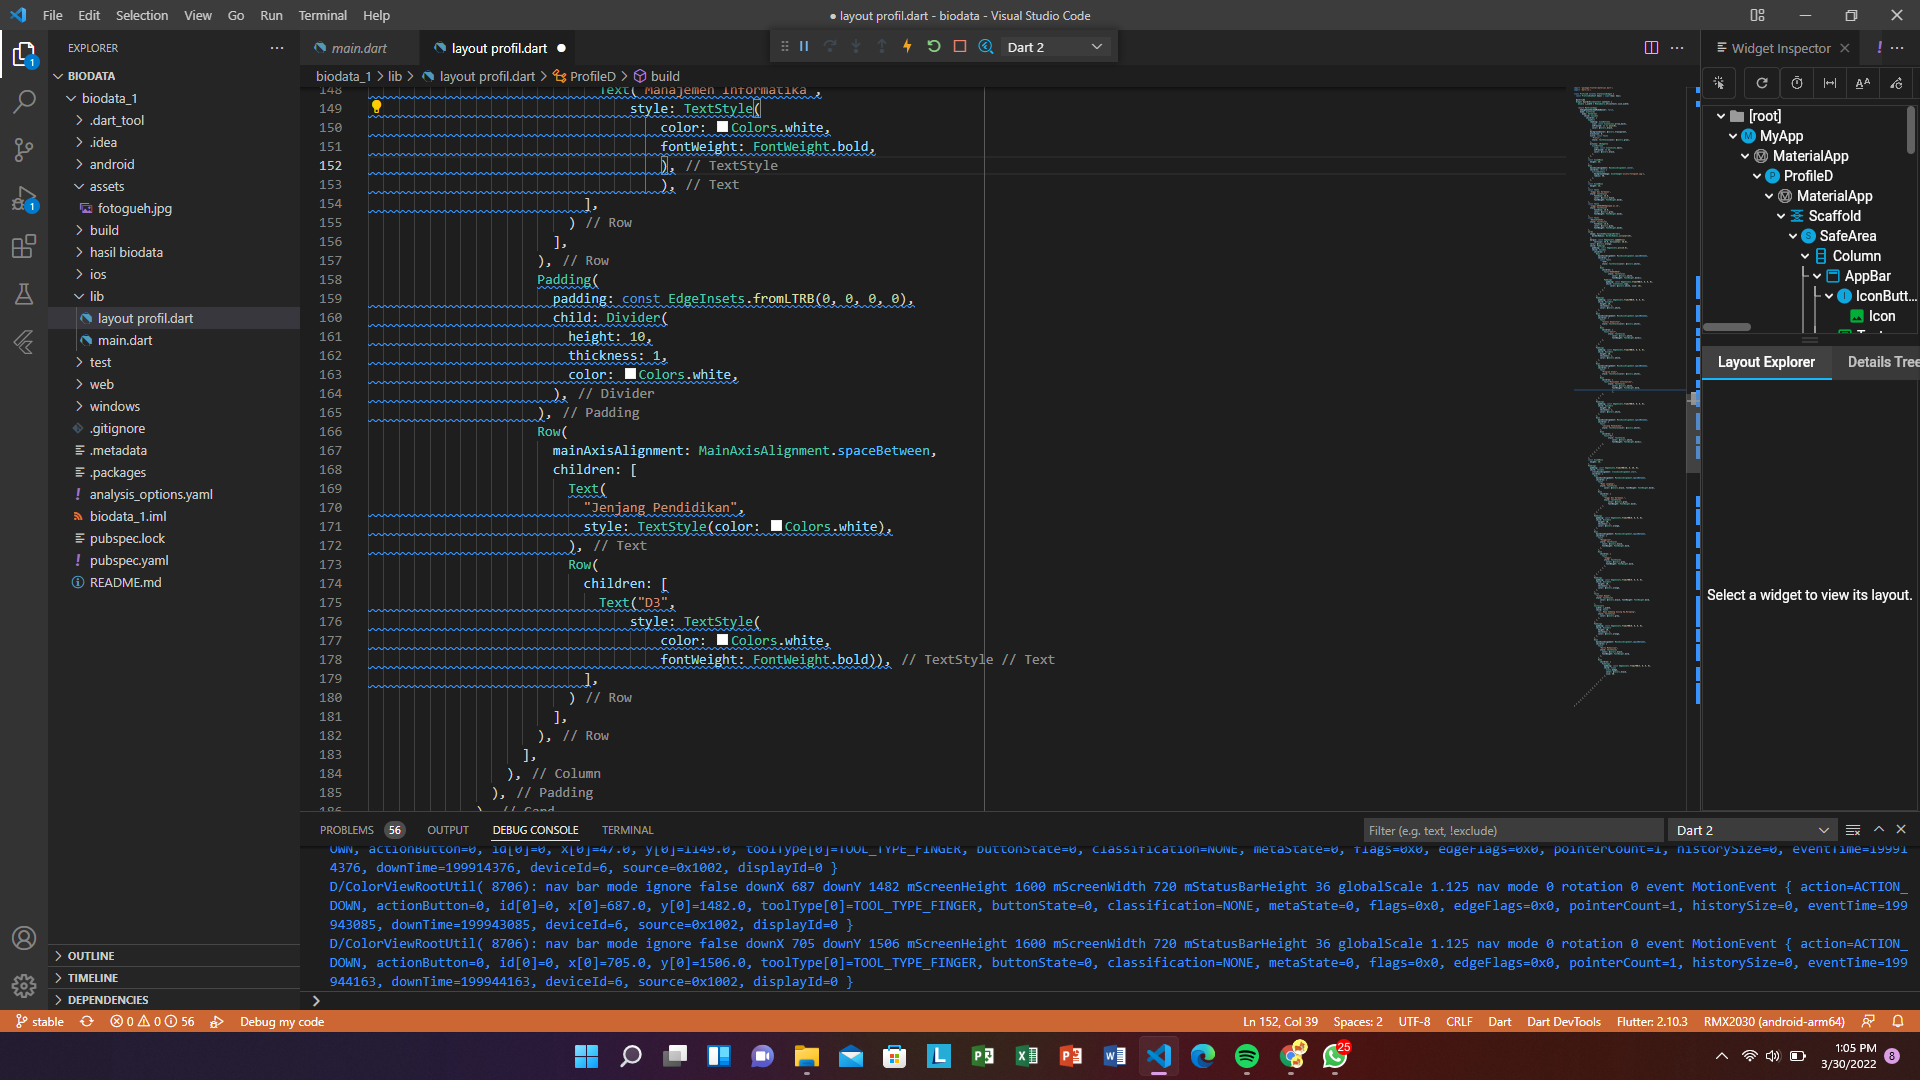 File Edit Selection View Go Run Terminal Help
● layout profil.dart - biodata - Visual Studio Code
EXPLORER
BIODATA
biodata_1
.dart_tool
.idea
android
assets
fotogueh.jpg
build
hasil biodata
ios
lib
layout profil.dart
main.dart
test
web
windows
.gitignore
.metadata
.packages
analysis_options.yaml
biodata_1.iml
pubspec.lock
pubspec.yaml
README.md
OUTLINE
TIMELINE
DEPENDENCIES
main.dart
layout profil.dart ●
Dart 2
biodata_1 > lib > layout profil.dart > ProfileD > build
148 Text("Manajemen Informatika",
149 style: TextStyle(
150 color: Colors.white,
151 fontWeight: FontWeight.bold,
152 ), // TextStyle
153 ), // Text
154 ],
155 ) // Row
156 ],
157 ), // Row
158 Padding(
159 padding: const EdgeInsets.fromLTRB(0, 0, 0, 0),
160 child: Divider(
161 height: 10,
162 thickness: 1,
163 color: Colors.white,
164 ), // Divider
165 ), // Padding
166 Row(
167 mainAxisAlignment: MainAxisAlignment.spaceBetween,
168 children: [
169 Text(
170 "Jenjang Pendidikan",
171 style: TextStyle(color: Colors.white),
172 ), // Text
173 Row(
174 children: [
175 Text("D3",
176 style: TextStyle(
177 color: Colors.white,
178 fontWeight: FontWeight.bold)), // TextStyle // Text
179 ],
180 ) // Row
181 ],
182 ), // Row
183 ],
184 ), // Column
185 ), // Padding
186 ), // Card
Widget Inspector
[root]
MyApp
MaterialApp
ProfileD
MaterialApp
Scaffold
SafeArea
Column
AppBar
IconButt...
Icon
Layout Explorer
Details Tree
Select a widget to view its layout.
PROBLEMS 56 OUTPUT DEBUG CONSOLE TERMINAL
Filter (e.g. text, !exclude)
Dart 2
OWN, actionButton=0, id[0]=0, x[0]=47.0, y[0]=1149.0, toolType[0]=TOOL_TYPE_FINGER, buttonState=0, classification=NONE, metaState=0, flags=0x0, edgeFlags=0x0, pointerCount=1, historySize=0, eventTime=19991
4376, downTime=199914376, deviceId=6, source=0x1002, displayId=0 }
D/ColorViewRootUtil( 8706): nav bar mode ignore false downX 687 downY 1482 mScreenHeight 1600 mScreenWidth 720 mStatusBarHeight 36 globalScale 1.125 nav mode 0 rotation 0 event MotionEvent { action=ACTION_
DOWN, actionButton=0, id[0]=0, x[0]=687.0, y[0]=1482.0, toolType[0]=TOOL_TYPE_FINGER, buttonState=0, classification=NONE, metaState=0, flags=0x0, edgeFlags=0x0, pointerCount=1, historySize=0, eventTime=199
943085, downTime=199943085, deviceId=6, source=0x1002, displayId=0 }
D/ColorViewRootUtil( 8706): nav bar mode ignore false downX 705 downY 1506 mScreenHeight 1600 mScreenWidth 720 mStatusBarHeight 36 globalScale 1.125 nav mode 0 rotation 0 event MotionEvent { action=ACTION_
DOWN, actionButton=0, id[0]=0, x[0]=705.0, y[0]=1506.0, toolType[0]=TOOL_TYPE_FINGER, buttonState=0, classification=NONE, metaState=0, flags=0x0, edgeFlags=0x0, pointerCount=1, historySize=0, eventTime=199
944163, downTime=199944163, deviceId=6, source=0x1002, displayId=0 }
stable 0 0 56 Debug my code
Ln 152, Col 39 Spaces: 2 UTF-8 CRLF Dart Dart DevTools Flutter: 2.10.3 RMX2030 (android-arm64)
25
1:05 PM
3/30/2022
8